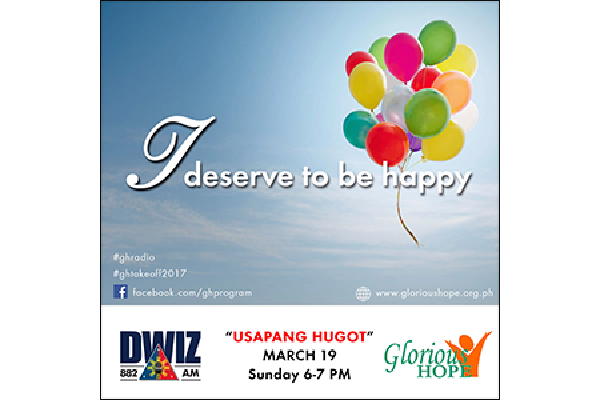 I deserve to be happy
#ghradio
#ghtakeoff2017
facebook.com/ghprogram
www.glorioushope.org.ph
DWIZ
882 AM
“USAPANG HUGOT”
MARCH 19
Sunday 6-7 PM
Glorious
HOPE